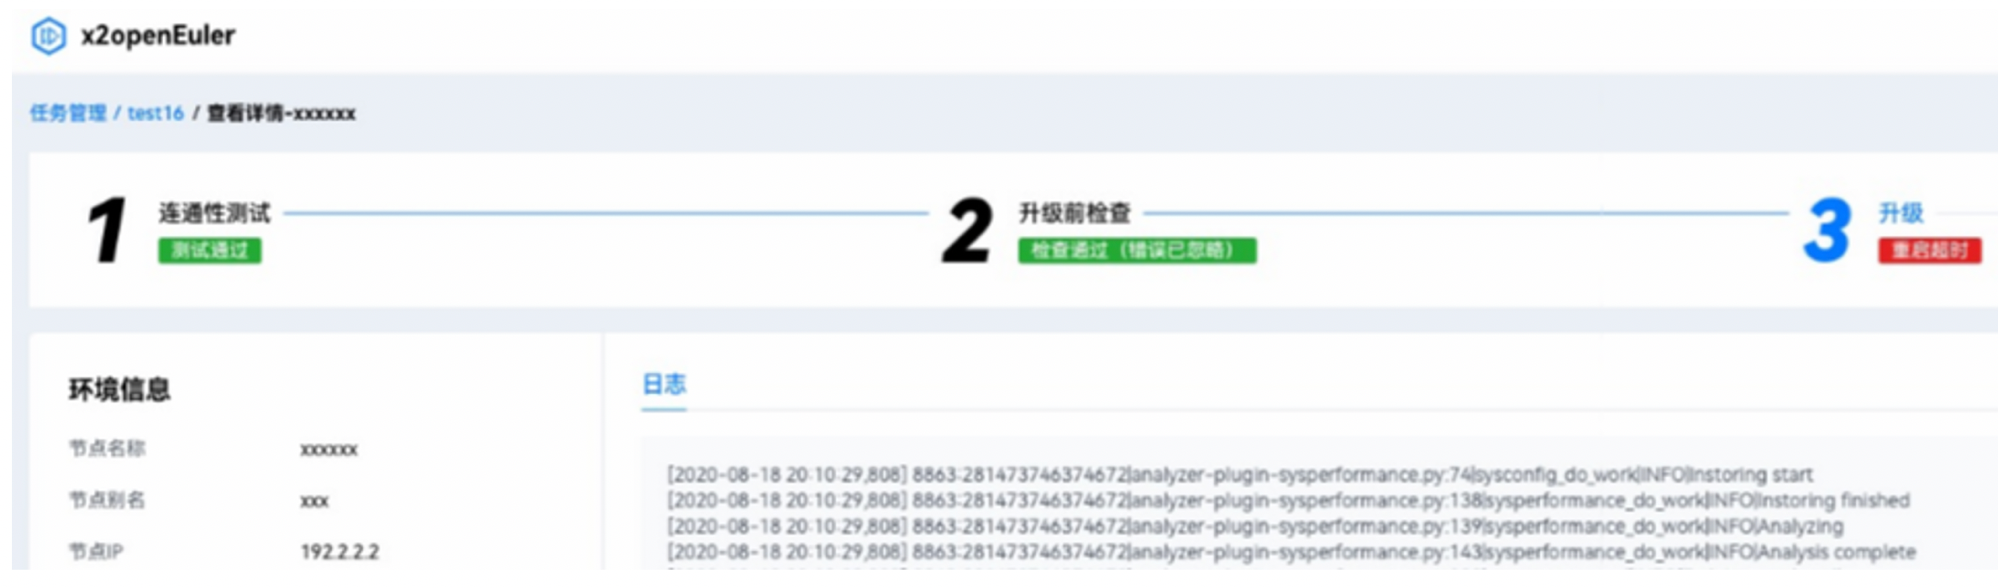 x2openEuler
任务管理 / test16 / 查看详情-xxxxxx
1 连通性测试 2 升级前检查 3 升级
测试通过 检查通过（错误已忽略） 重启超时
环境信息
日志
节点名称 xxxxxx
节点别名 xxx
节点IP 192.2.2.2
[2020-08-18 20:10:29,808] 8863:281473746374672|analyzer-plugin-sysperformance.py:74|sysconfig_do_work|INFO|Instoring start
[2020-08-18 20:10:29,808] 8863:281473746374672|analyzer-plugin-sysperformance.py:138|sysperformance_do_work|INFO|Instoring finished
[2020-08-18 20:10:29,808] 8863:281473746374672|analyzer-plugin-sysperformance.py:139|sysperformance_do_work|INFO|Analyzing
[2020-08-18 20:10:29,808] 8863:281473746374672|analyzer-plugin-sysperformance.py:143|sysperformance_do_work|INFO|Analysis complete